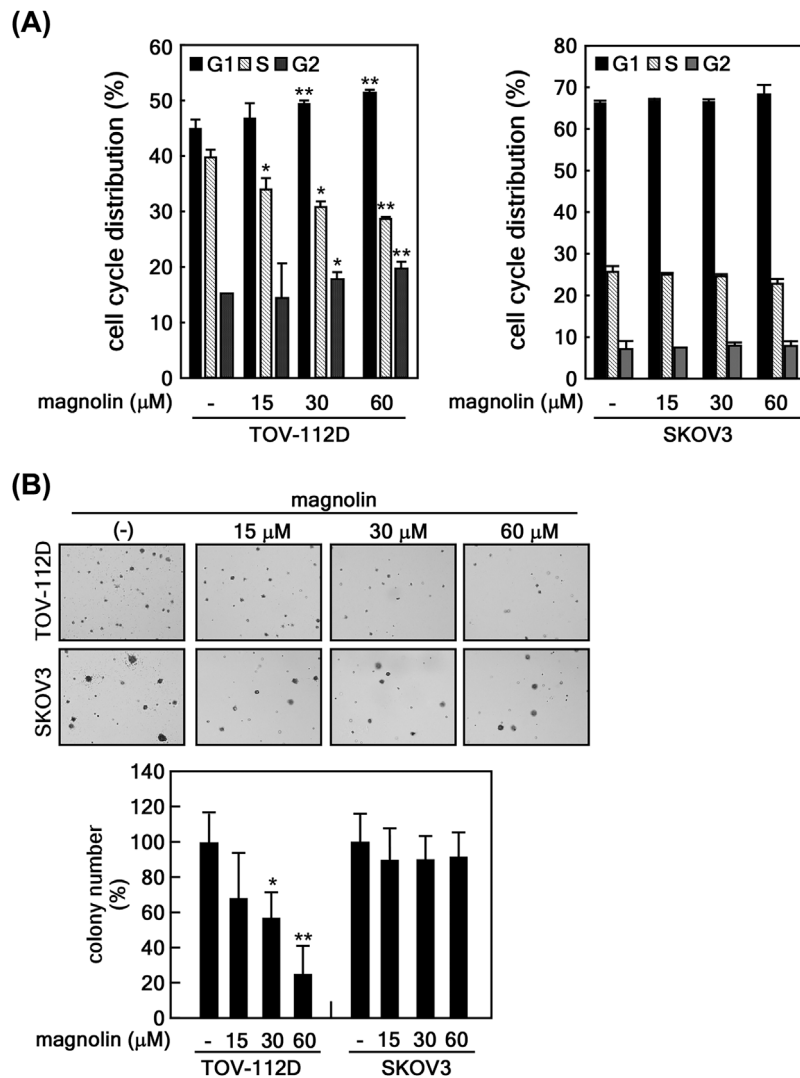 (A)
cell cycle distribution (%)
60
50
40
30
20
10
0
G1 S G2
** ** * * ** * **
magnolin (μM) - 15 30 60
TOV-112D
cell cycle distribution (%)
80
70
60
50
40
30
20
10
0
G1 S G2
magnolin (μM) - 15 30 60
SKOV3
(B)
magnolin
(-) 15 μM 30 μM 60 μM
TOV-112D
SKOV3
colony number
(%)
140
120
100
80
60
40
20
0
*
**
magnolin (μM) - 15 30 60 - 15 30 60
TOV-112D SKOV3